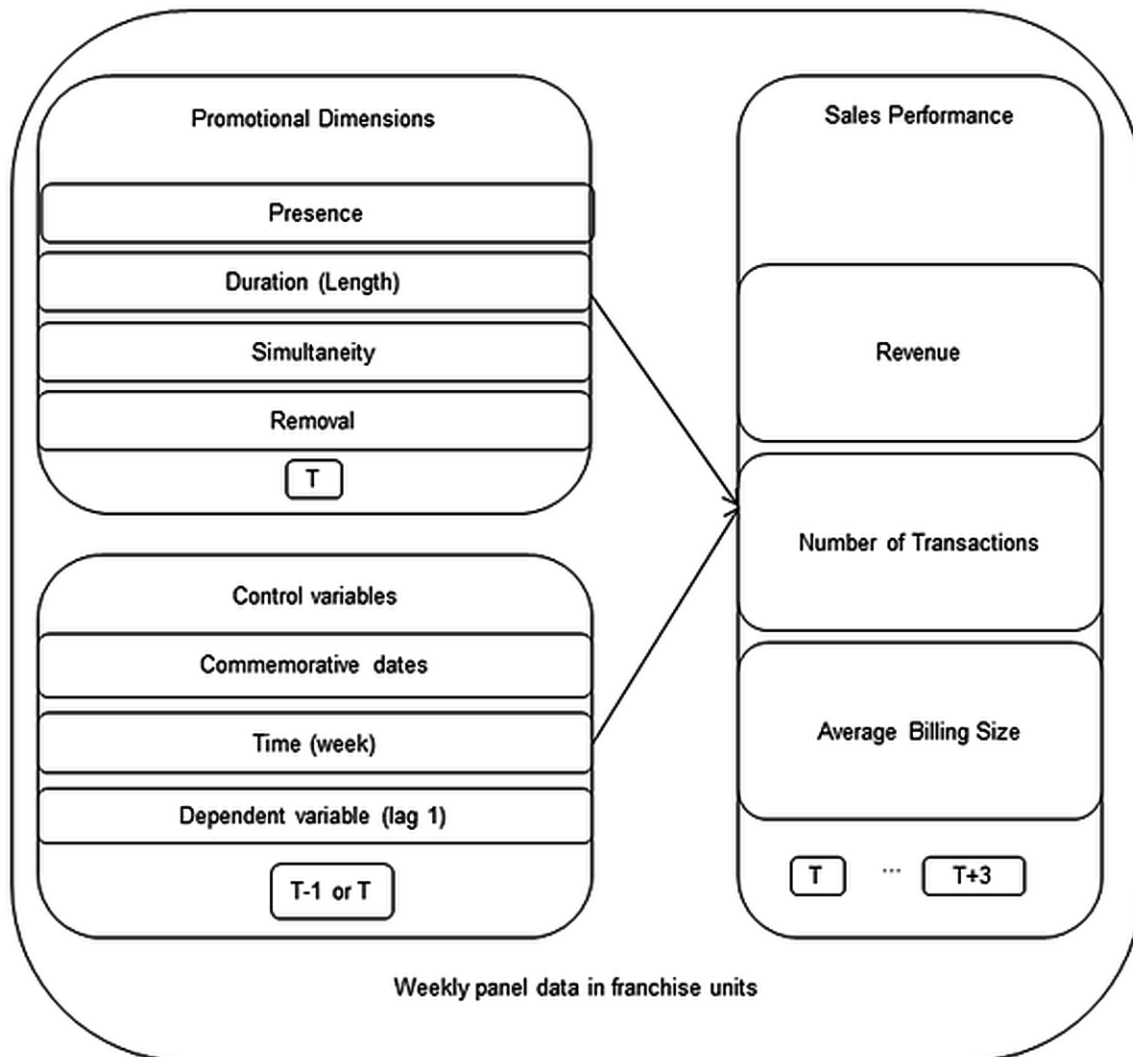 Promotional Dimensions
Presence
Duration (Length)
Simultaneity
Removal
T
Control variables
Commemorative dates
Time (week)
Dependent variable (lag 1)
T-1 or T
Sales Performance
Revenue
Number of Transactions
Average Billing Size
T ... T+3
Weekly panel data in franchise units